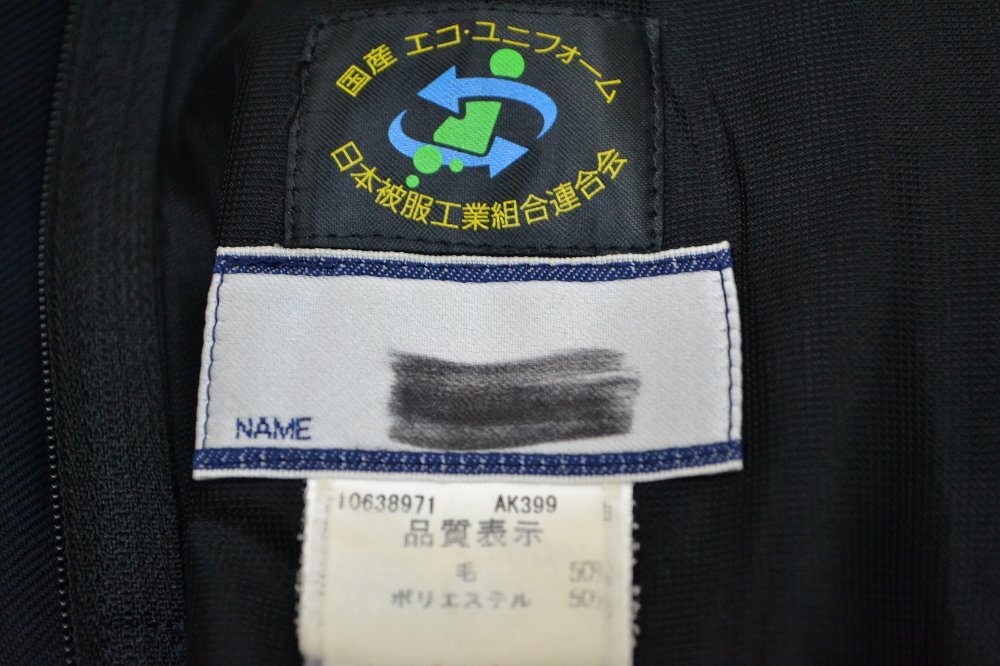 国産 エコ・ユニフォーム
日本被服工業組合連合会
NAME
10638971 AK399
品質表示
毛 50%
ポリエステル 50%